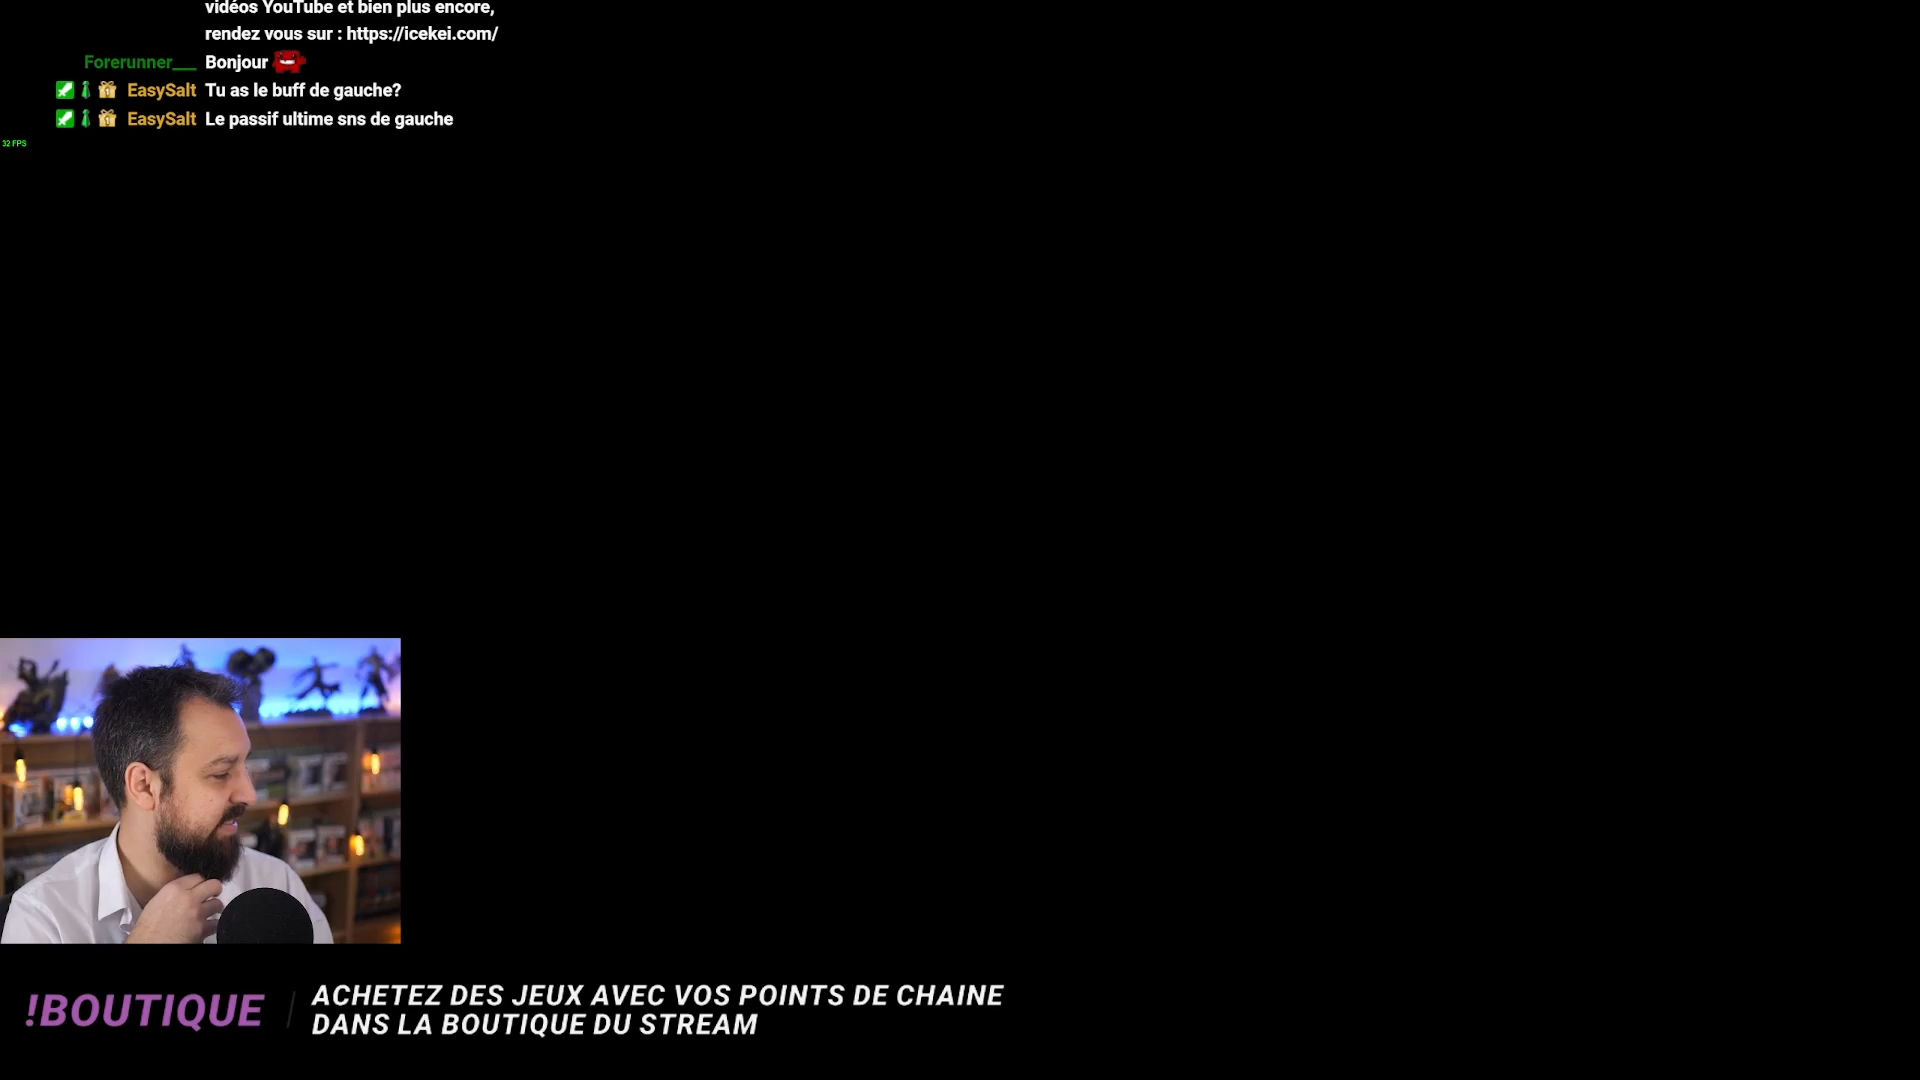 vidéos YouTube et bien plus encore,
rendez vous sur : https://icekei.com/
Forerunner___ Bonjour
EasySalt Tu as le buff de gauche?
EasySalt Le passif ultime sns de gauche
32 FPS
!BOUTIQUE
ACHETEZ DES JEUX AVEC VOS POINTS DE CHAINE
DANS LA BOUTIQUE DU STREAM